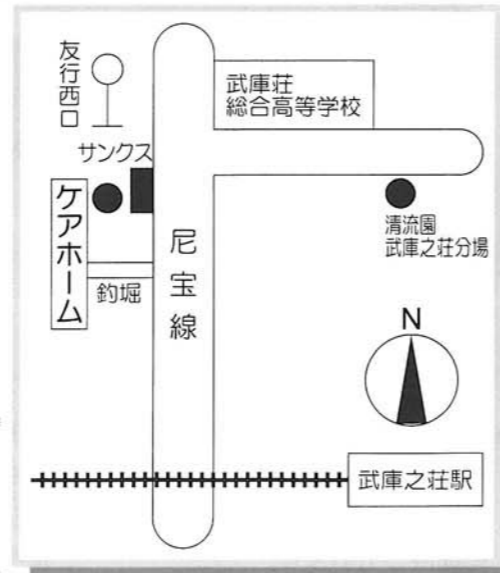 友行西口
武庫荘
総合高等学校
サンクス
ケアホーム
釣堀
尼宝線
清流園
武庫之荘分場
N
武庫之荘駅